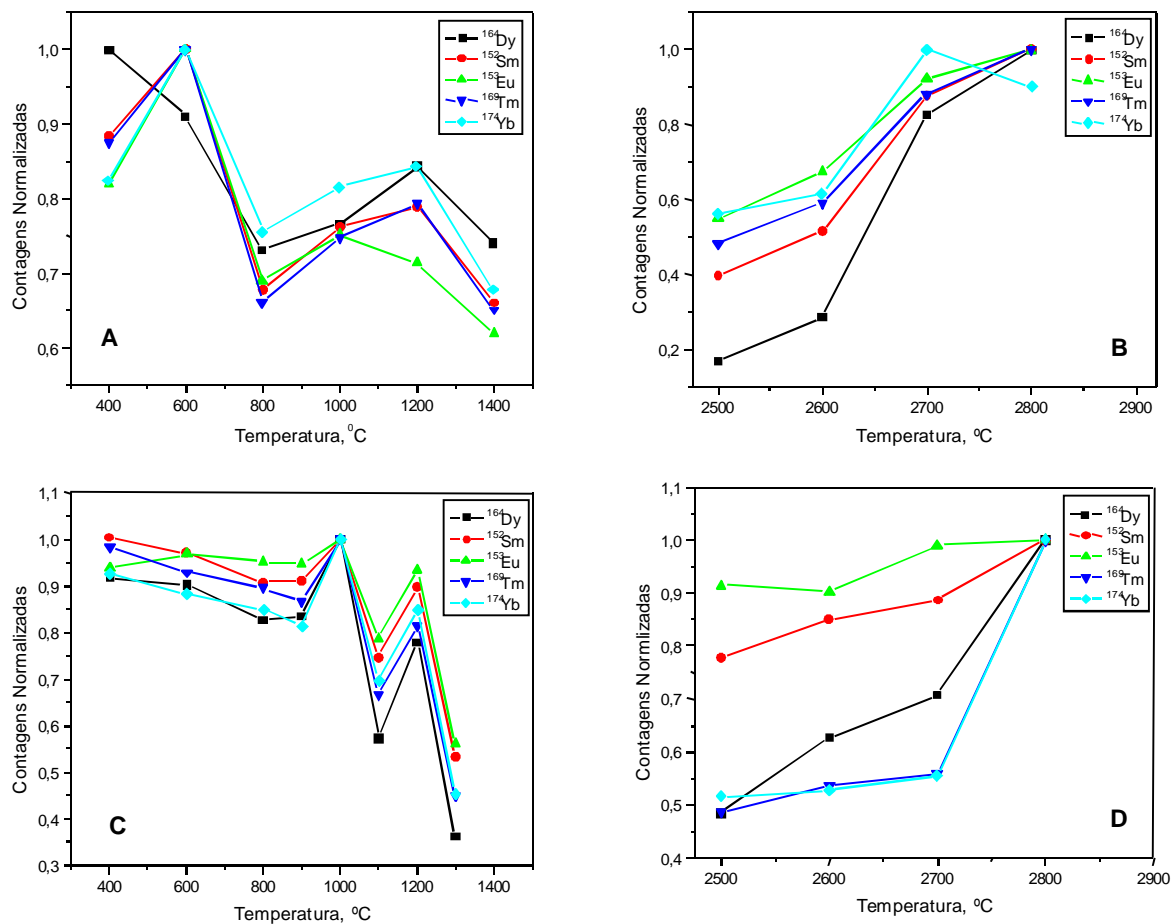 Contagens Normalizadas
1,0
0,9
0,8
0,7
0,6
¹⁶⁴Dy
¹⁵²Sm
¹⁵³Eu
¹⁶⁹Tm
¹⁷⁴Yb
A
400 600 800 1000 1200 1400
Temperatura, ⁰C
Contagens Normalizadas
1,0
0,8
0,6
0,4
0,2
¹⁶⁴Dy
¹⁵²Sm
¹⁵³Eu
¹⁶⁹Tm
¹⁷⁴Yb
B
2500 2600 2700 2800 2900
Temperatura, ºC
Contagens Normalizadas
1,1
1,0
0,9
0,8
0,7
0,6
0,5
0,4
0,3
¹⁶⁴Dy
¹⁵²Sm
¹⁵³Eu
¹⁶⁹Tm
¹⁷⁴Yb
C
400 600 800 1000 1200 1400
Temperatura, ºC
Contagens Normlizadas
1,1
1,0
0,9
0,8
0,7
0,6
0,5
0,4
¹⁶⁴Dy
¹⁵²Sm
¹⁵³Eu
¹⁶⁹Tm
¹⁷⁴Yb
D
2500 2600 2700 2800 2900
Temperatura, ºC